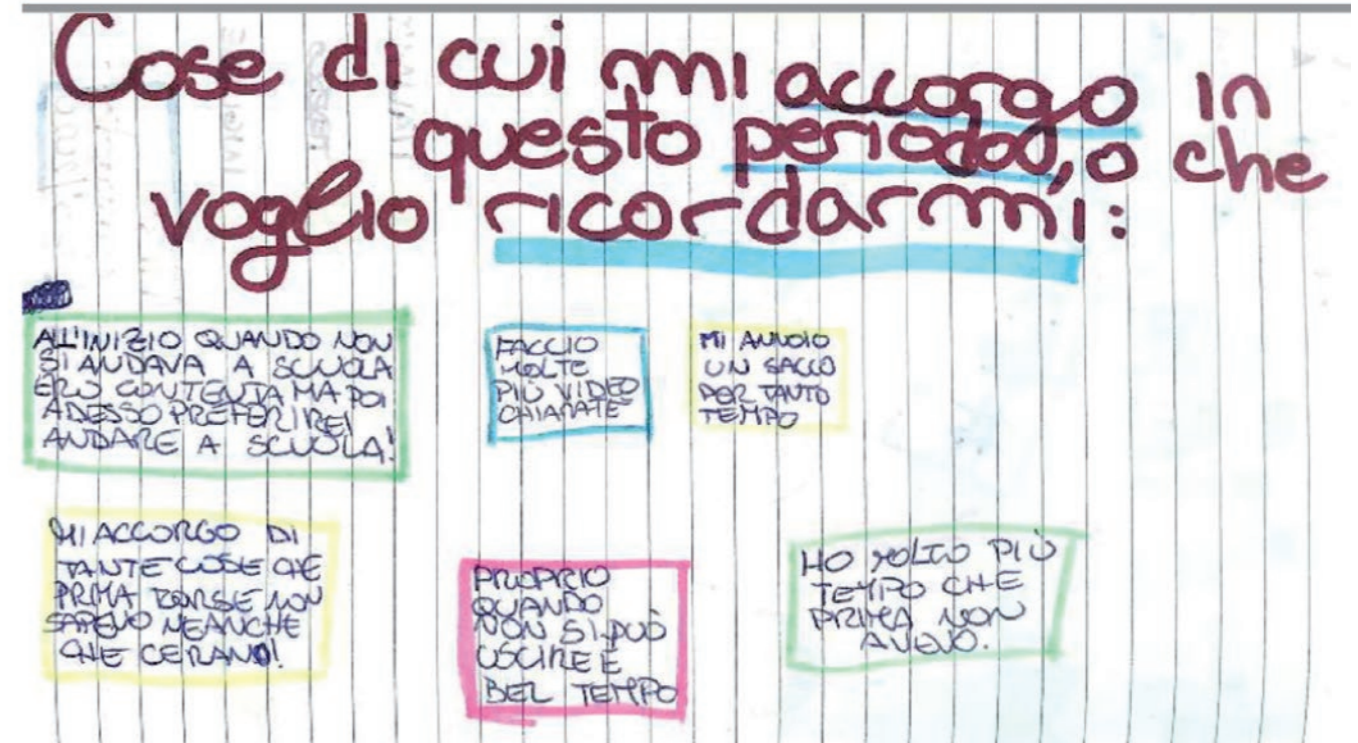 Cose di cui mi accorgo in
questo periodo, o che
voglio ricordarmi:
ALL'INIZIO QUANDO NON
SI ANDAVA A SCUOLA
ERO CONTENTA MA POI
ADESSO PREFERIREI
ANDARE A SCUOLA!
FACCIO
MOLTE
PIÙ VIDEO
CHIAMATE
MI ANNOIO
UN SACCO
PER TANTO
TEMPO
MI ACCORGO DI
TANTE COSE CHE
PRIMA FORSE NON
SAPEVO NEANCHE
CHE CERANO!
PROPRIO
QUANDO
NON SI PUÒ
USCIRE È
BEL TEMPO
HO MOLTO PIÙ
TEMPO CHE
PRIMA NON
AVEVO.